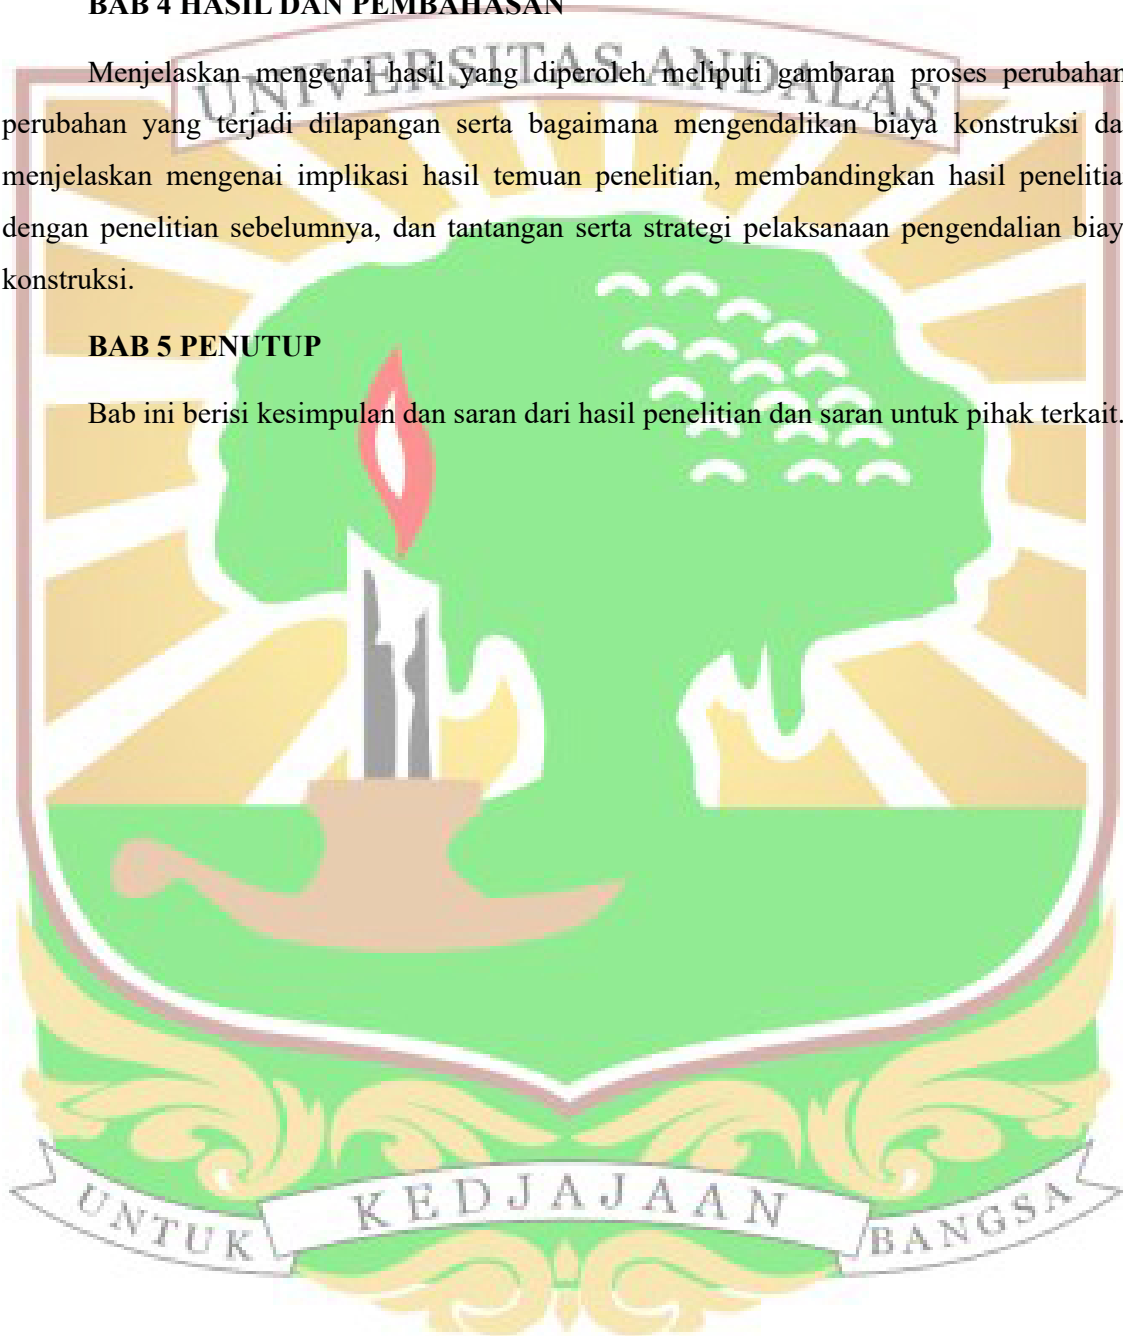 BAB 4 HASIL DAN PEMBAHASAN
UNIVERSITAS ANDALAS
Menjelaskan mengenai hasil yang diperoleh meliputi gambaran proses perubahan
perubahan yang terjadi dilapangan serta bagaimana mengendalikan biaya konstruksi da
menjelaskan mengenai implikasi hasil temuan penelitian, membandingkan hasil penelitia
dengan penelitian sebelumnya, dan tantangan serta strategi pelaksanaan pengendalian biay
konstruksi.
BAB 5 PENUTUP
Bab ini berisi kesimpulan dan saran dari hasil penelitian dan saran untuk pihak terkait.
UNTUK KEDJAJAAN BANGSA